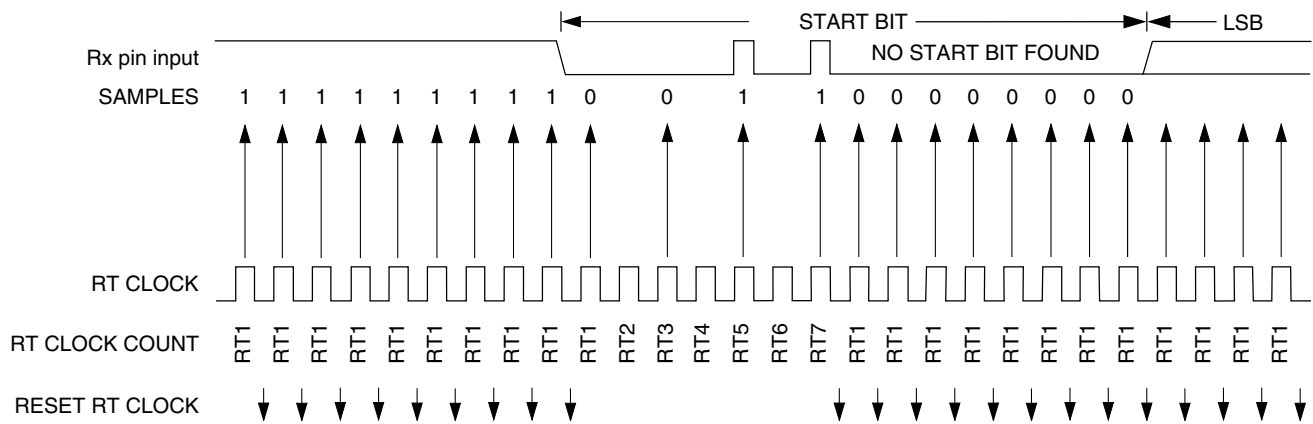 START BIT LSB
Rx pin input NO START BIT FOUND
SAMPLES 1 1 1 1 1 1 1 1 1 0 0 1 1 0 0 0 0 0 0 0 0
RT CLOCK
RT CLOCK COUNT RT1 RT1 RT1 RT1 RT1 RT1 RT1 RT1 RT1 RT1 RT2 RT3 RT4 RT5 RT6 RT7 RT1 RT1 RT1 RT1 RT1 RT1 RT1 RT1 RT1 RT1 RT1 RT1
RESET RT CLOCK